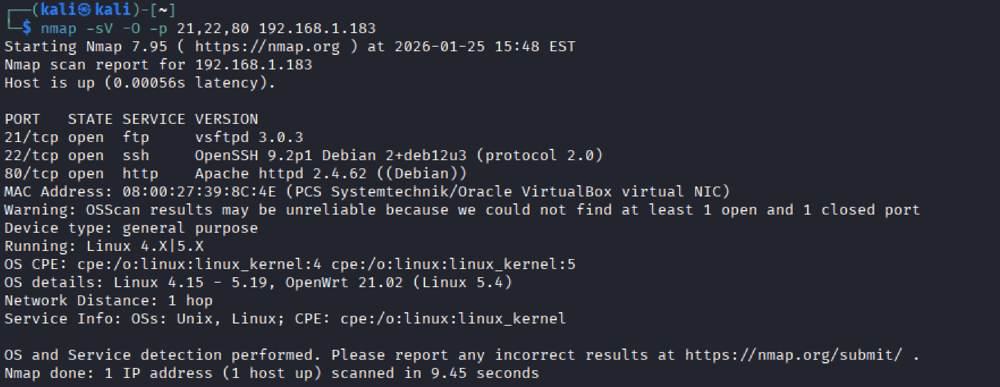 ┌──(kali㉿kali)-[~]
└─$ nmap -sV -O -p 21,22,80 192.168.1.183
Starting Nmap 7.95 ( https://nmap.org ) at 2026-01-25 15:48 EST
Nmap scan report for 192.168.1.183
Host is up (0.00056s latency).

PORT   STATE SERVICE VERSION
21/tcp open  ftp     vsftpd 3.0.3
22/tcp open  ssh     OpenSSH 9.2p1 Debian 2+deb12u3 (protocol 2.0)
80/tcp open  http    Apache httpd 2.4.62 ((Debian))
MAC Address: 08:00:27:39:8C:4E (PCS Systemtechnik/Oracle VirtualBox virtual NIC)
Warning: OSScan results may be unreliable because we could not find at least 1 open and 1 closed port
Device type: general purpose
Running: Linux 4.X|5.X
OS CPE: cpe:/o:linux:linux_kernel:4 cpe:/o:linux:linux_kernel:5
OS details: Linux 4.15 - 5.19, OpenWrt 21.02 (Linux 5.4)
Network Distance: 1 hop
Service Info: OSs: Unix, Linux; CPE: cpe:/o:linux:linux_kernel

OS and Service detection performed. Please report any incorrect results at https://nmap.org/submit/ .
Nmap done: 1 IP address (1 host up) scanned in 9.45 seconds